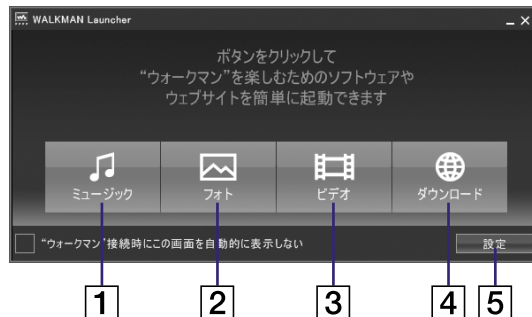 WALKMAN Launcher
ボタンをクリックして
“ウォークマン”を楽しむためのソフトウェアや
ウェブサイトを簡単に起動できます
ミュージック
フォト
ビデオ
ダウンロード
“ウォークマン”接続時にこの画面を自動的に表示しない
設定
1
2
3
4
5